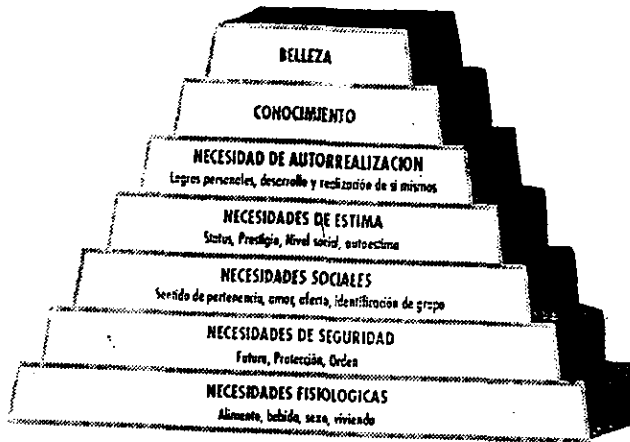 BELLEZA
CONOCIMIENTO
NECESIDAD DE AUTORREALIZACION
Logros personales, desarrollo y realización de si mismos
NECESIDADES DE ESTIMA
Status, Prestigio, Nivel social, autoestima
NECESIDADES SOCIALES
Sentido de pertenencia, amor, afecto, identificación de grupo
NECESIDADES DE SEGURIDAD
Futuro, Protección, Orden
NECESIDADES FISIOLOGICAS
Alimento, bebida, sexo, vivienda